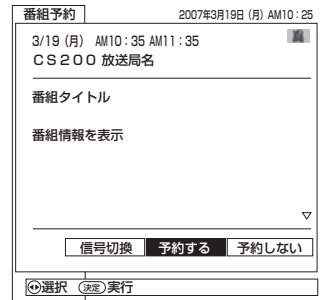 番組予約 2007年3月19日 (月) AM10:25
3/19 (月) AM10:35 AM11:35
CS200 放送局名
番組タイトル
番組情報を表示
信号切換 予約する 予約しない
選択 決定 実行